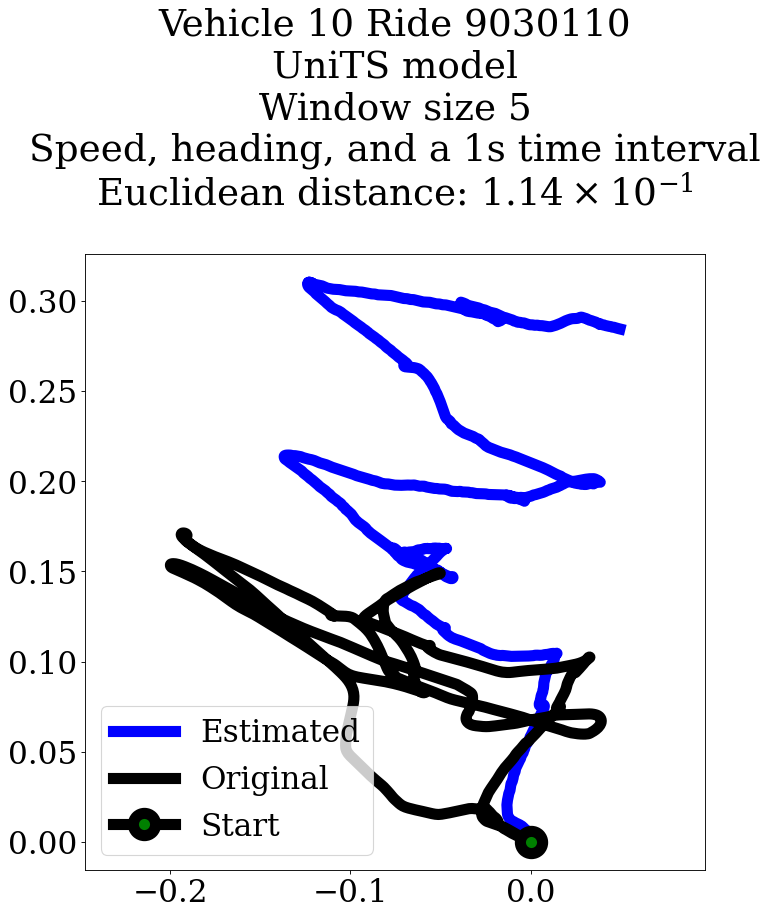 Vehicle 10 Ride 9030110
UniTS model
Window size 5
Speed, heading, and a 1s time interval
Euclidean distance: 1.14 × 10⁻¹
0.30
0.25
0.20
0.15
0.10
0.05
0.00
Estimated
Original
Start
−0.2
−0.1
0.0